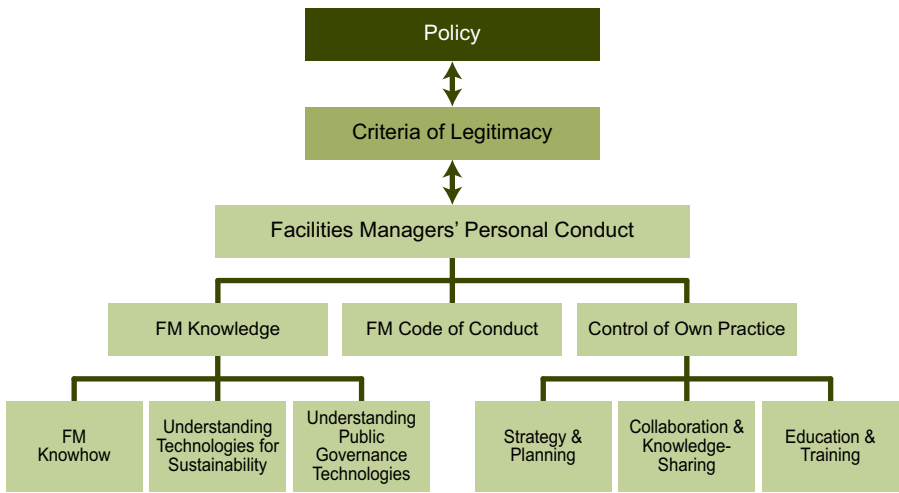 Policy
Criteria of Legitimacy
Facilities Managers’ Personal Conduct
FM Knowledge
FM Code of Conduct
Control of Own Practice
FM
Knowhow
Understanding
Technologies for
Sustainability
Understanding
Public
Governance
Technologies
Strategy &
Planning
Collaboration &
Knowledge-
Sharing
Education &
Training